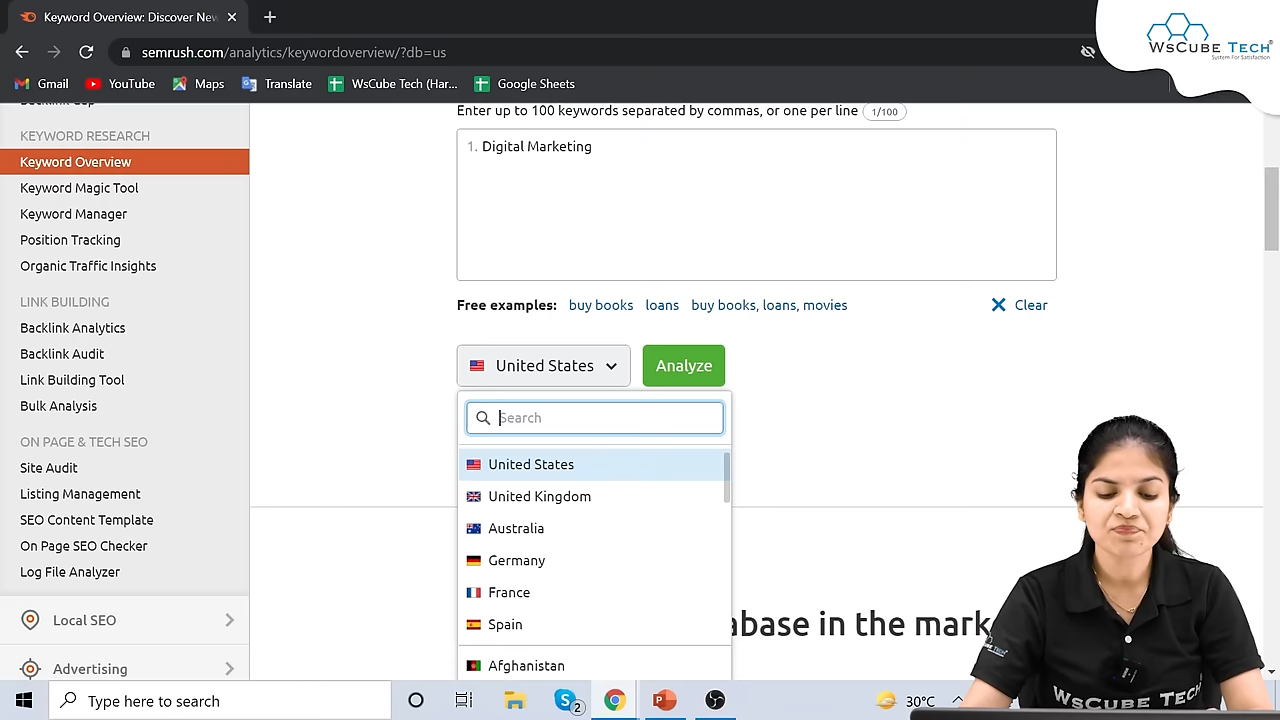 Keyword Overview: Discover New
semrush.com/analytics/keywordoverview/?db=us
WsCube Tech®
System For Satisfaction
Gmail
YouTube
Maps
Translate
WsCube Tech (Har...
Google Sheets
KEYWORD RESEARCH
Keyword Overview
Keyword Magic Tool
Keyword Manager
Position Tracking
Organic Traffic Insights
LINK BUILDING
Backlink Analytics
Backlink Audit
Link Building Tool
Bulk Analysis
ON PAGE & TECH SEO
Site Audit
Listing Management
SEO Content Template
On Page SEO Checker
Log File Analyzer
Local SEO
Advertising
Enter up to 100 keywords separated by commas, or one per line 1/100
1. Digital Marketing
Free examples: buy books loans buy books, loans, movies
Clear
United States
Analyze
Search
United States
United Kingdom
Australia
Germany
France
Spain
Afghanistan
abase in the mark
WsCube Tech
Type here to search
2
30°C